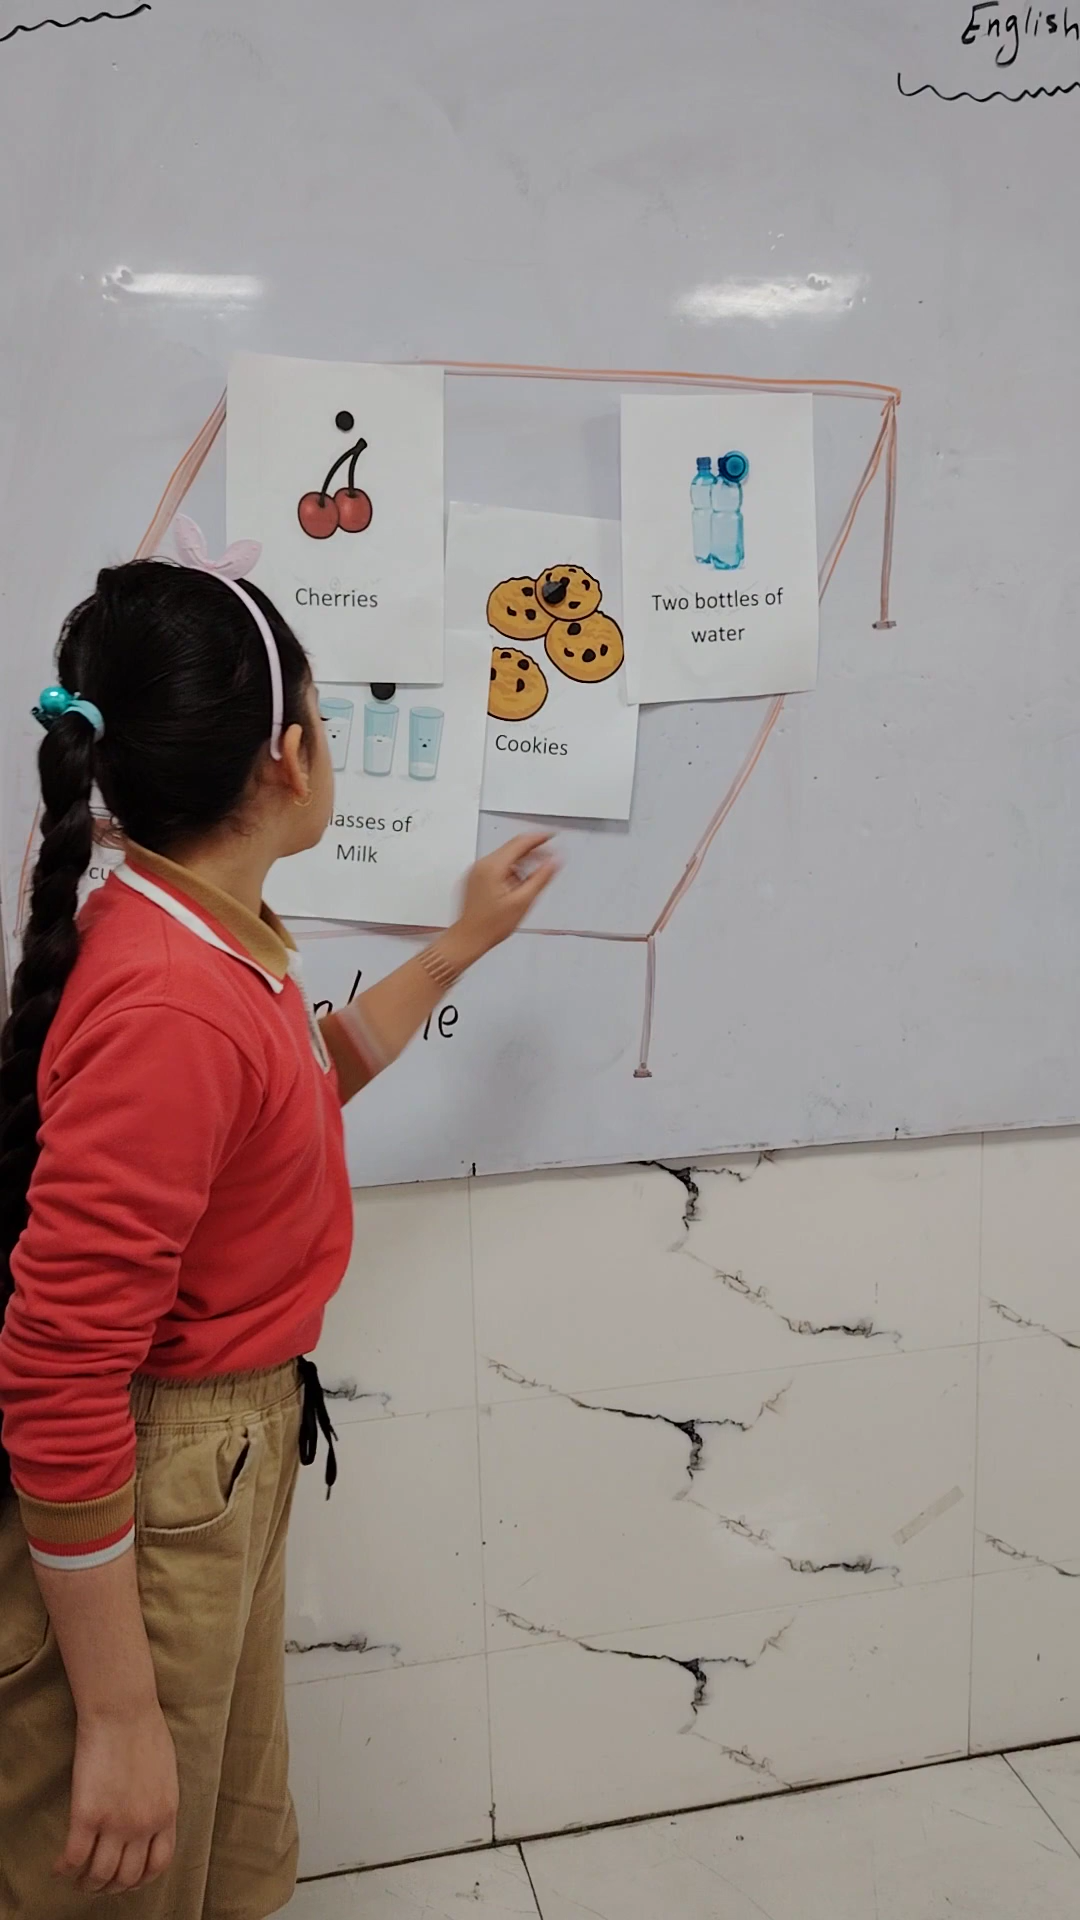 English
Cherries
Two bottles of
water
Cookies
Milk